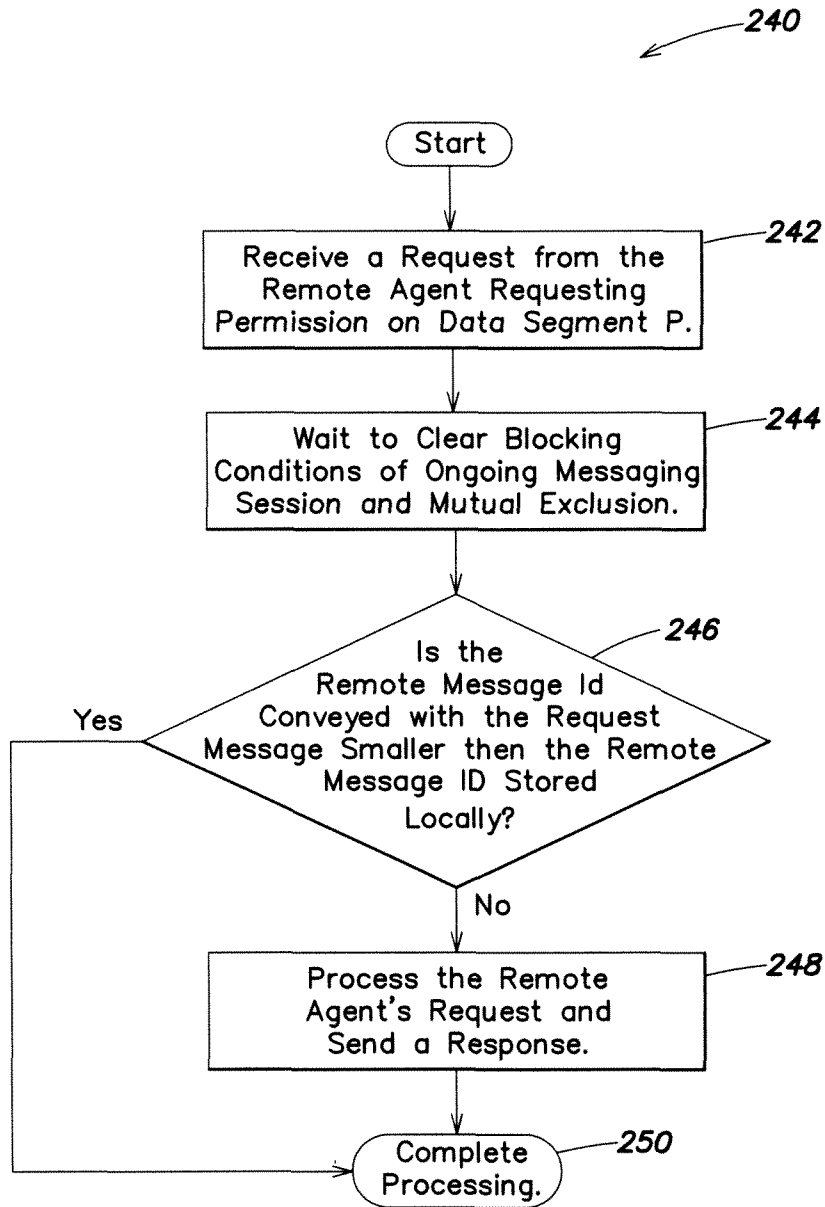 240
Start
242
Receive a Request from the
Remote Agent Requesting
Permission on Data Segment P.
244
Wait to Clear Blocking
Conditions of Ongoing Messaging
Session and Mutual Exclusion.
246
Is the
Remote Message Id
Conveyed with the Request
Message Smaller then the Remote
Message ID Stored
Locally?
Yes
No
248
Process the Remote
Agent's Request and
Send a Response.
250
Complete
Processing.